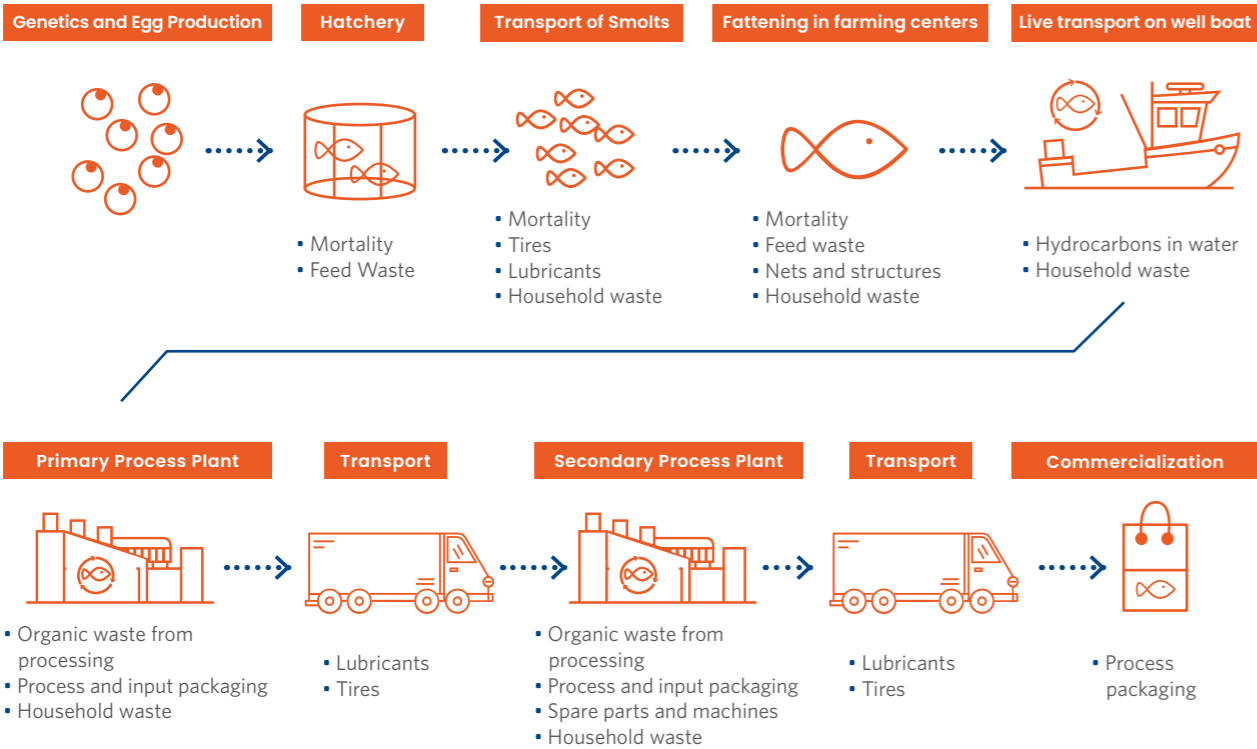 Genetics and Egg Production
Hatchery
Transport of Smolts
Fattening in farming centers
Live transport on well boat
• Mortality
• Feed Waste
• Mortality
• Tires
• Lubricants
• Household waste
• Mortality
• Feed waste
• Nets and structures
• Household waste
• Hydrocarbons in water
• Household waste
Primary Process Plant
Transport
Secondary Process Plant
Transport
Commercialization
• Organic waste from
processing
• Process and input packaging
• Household waste
• Lubricants
• Tires
• Organic waste from
processing
• Process and input packaging
• Spare parts and machines
• Household waste
• Lubricants
• Tires
• Process
packaging